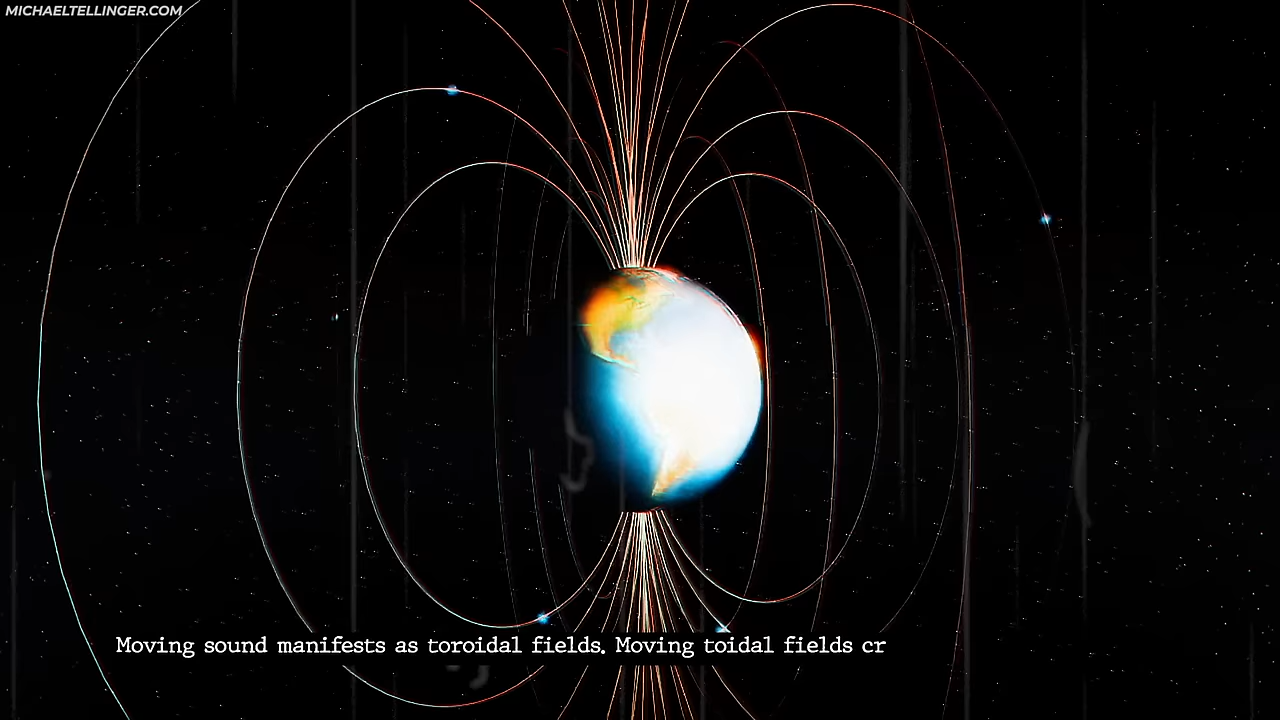 MICHAELTELLINGER.COM
Moving sound manifests as toroidal fields. Moving toidal fields cr